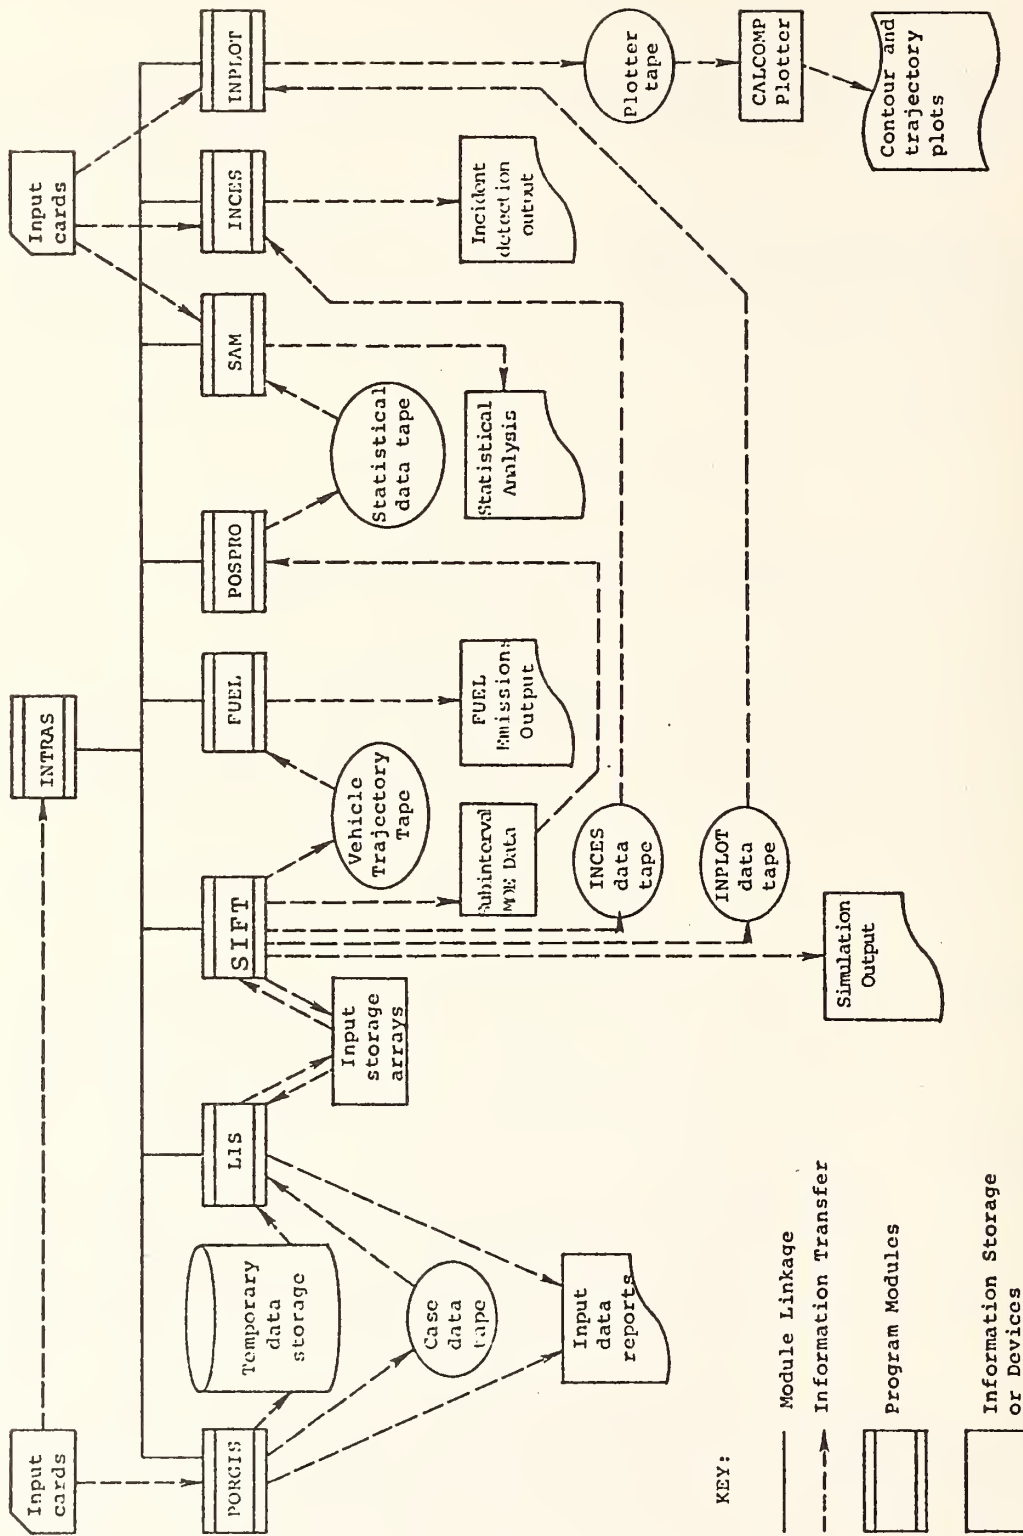 Input
cards
INTRAS
Input
cards
PORGIS
LIS
SIFT
FUEL
POSPRO
SAM
INCES
INPLOT
Temporary
data
storage
Case
data
tape
Input
data
reports
Input
storage
arrays
Vehicle
Trajectory
Tape
Subinterval
MOE Data
FUEL
Emissions
Output
Statistical
data tape
Statistical
Analysis
Incident
detection
output
Plotter
tape
CALCOMP
Plotter
Contour and
trajectory
plots
INCES
data
tape
INPLOT
data
tape
Simulation
Output
KEY:
Module Linkage
Information Transfer
Program Modules
Information Storage
or Devices